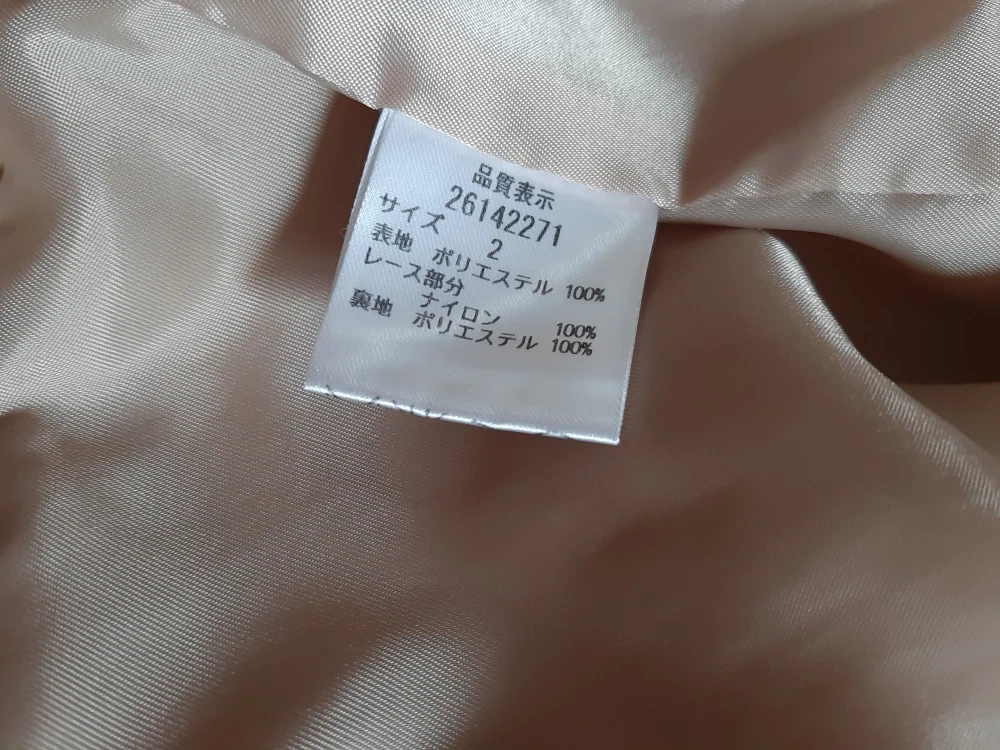 品質表示
26142271
サイズ 2
表地 ポリエステル 100%
レース部分
ナイロン 100%
裏地 ポリエステル 100%